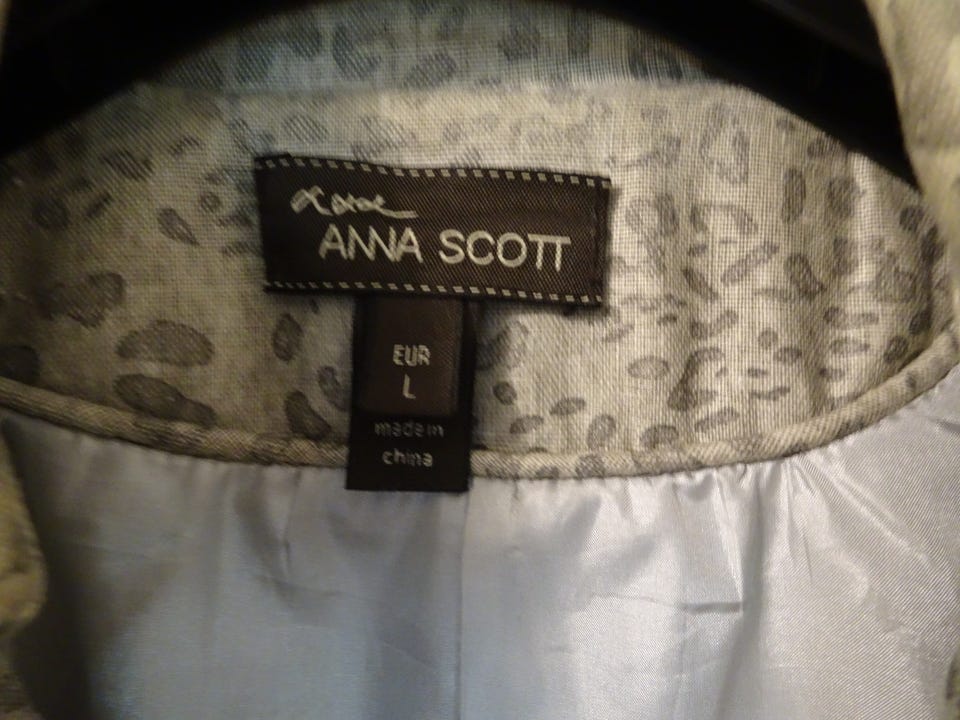 ANNA SCOTT
EUR
L
made in
china